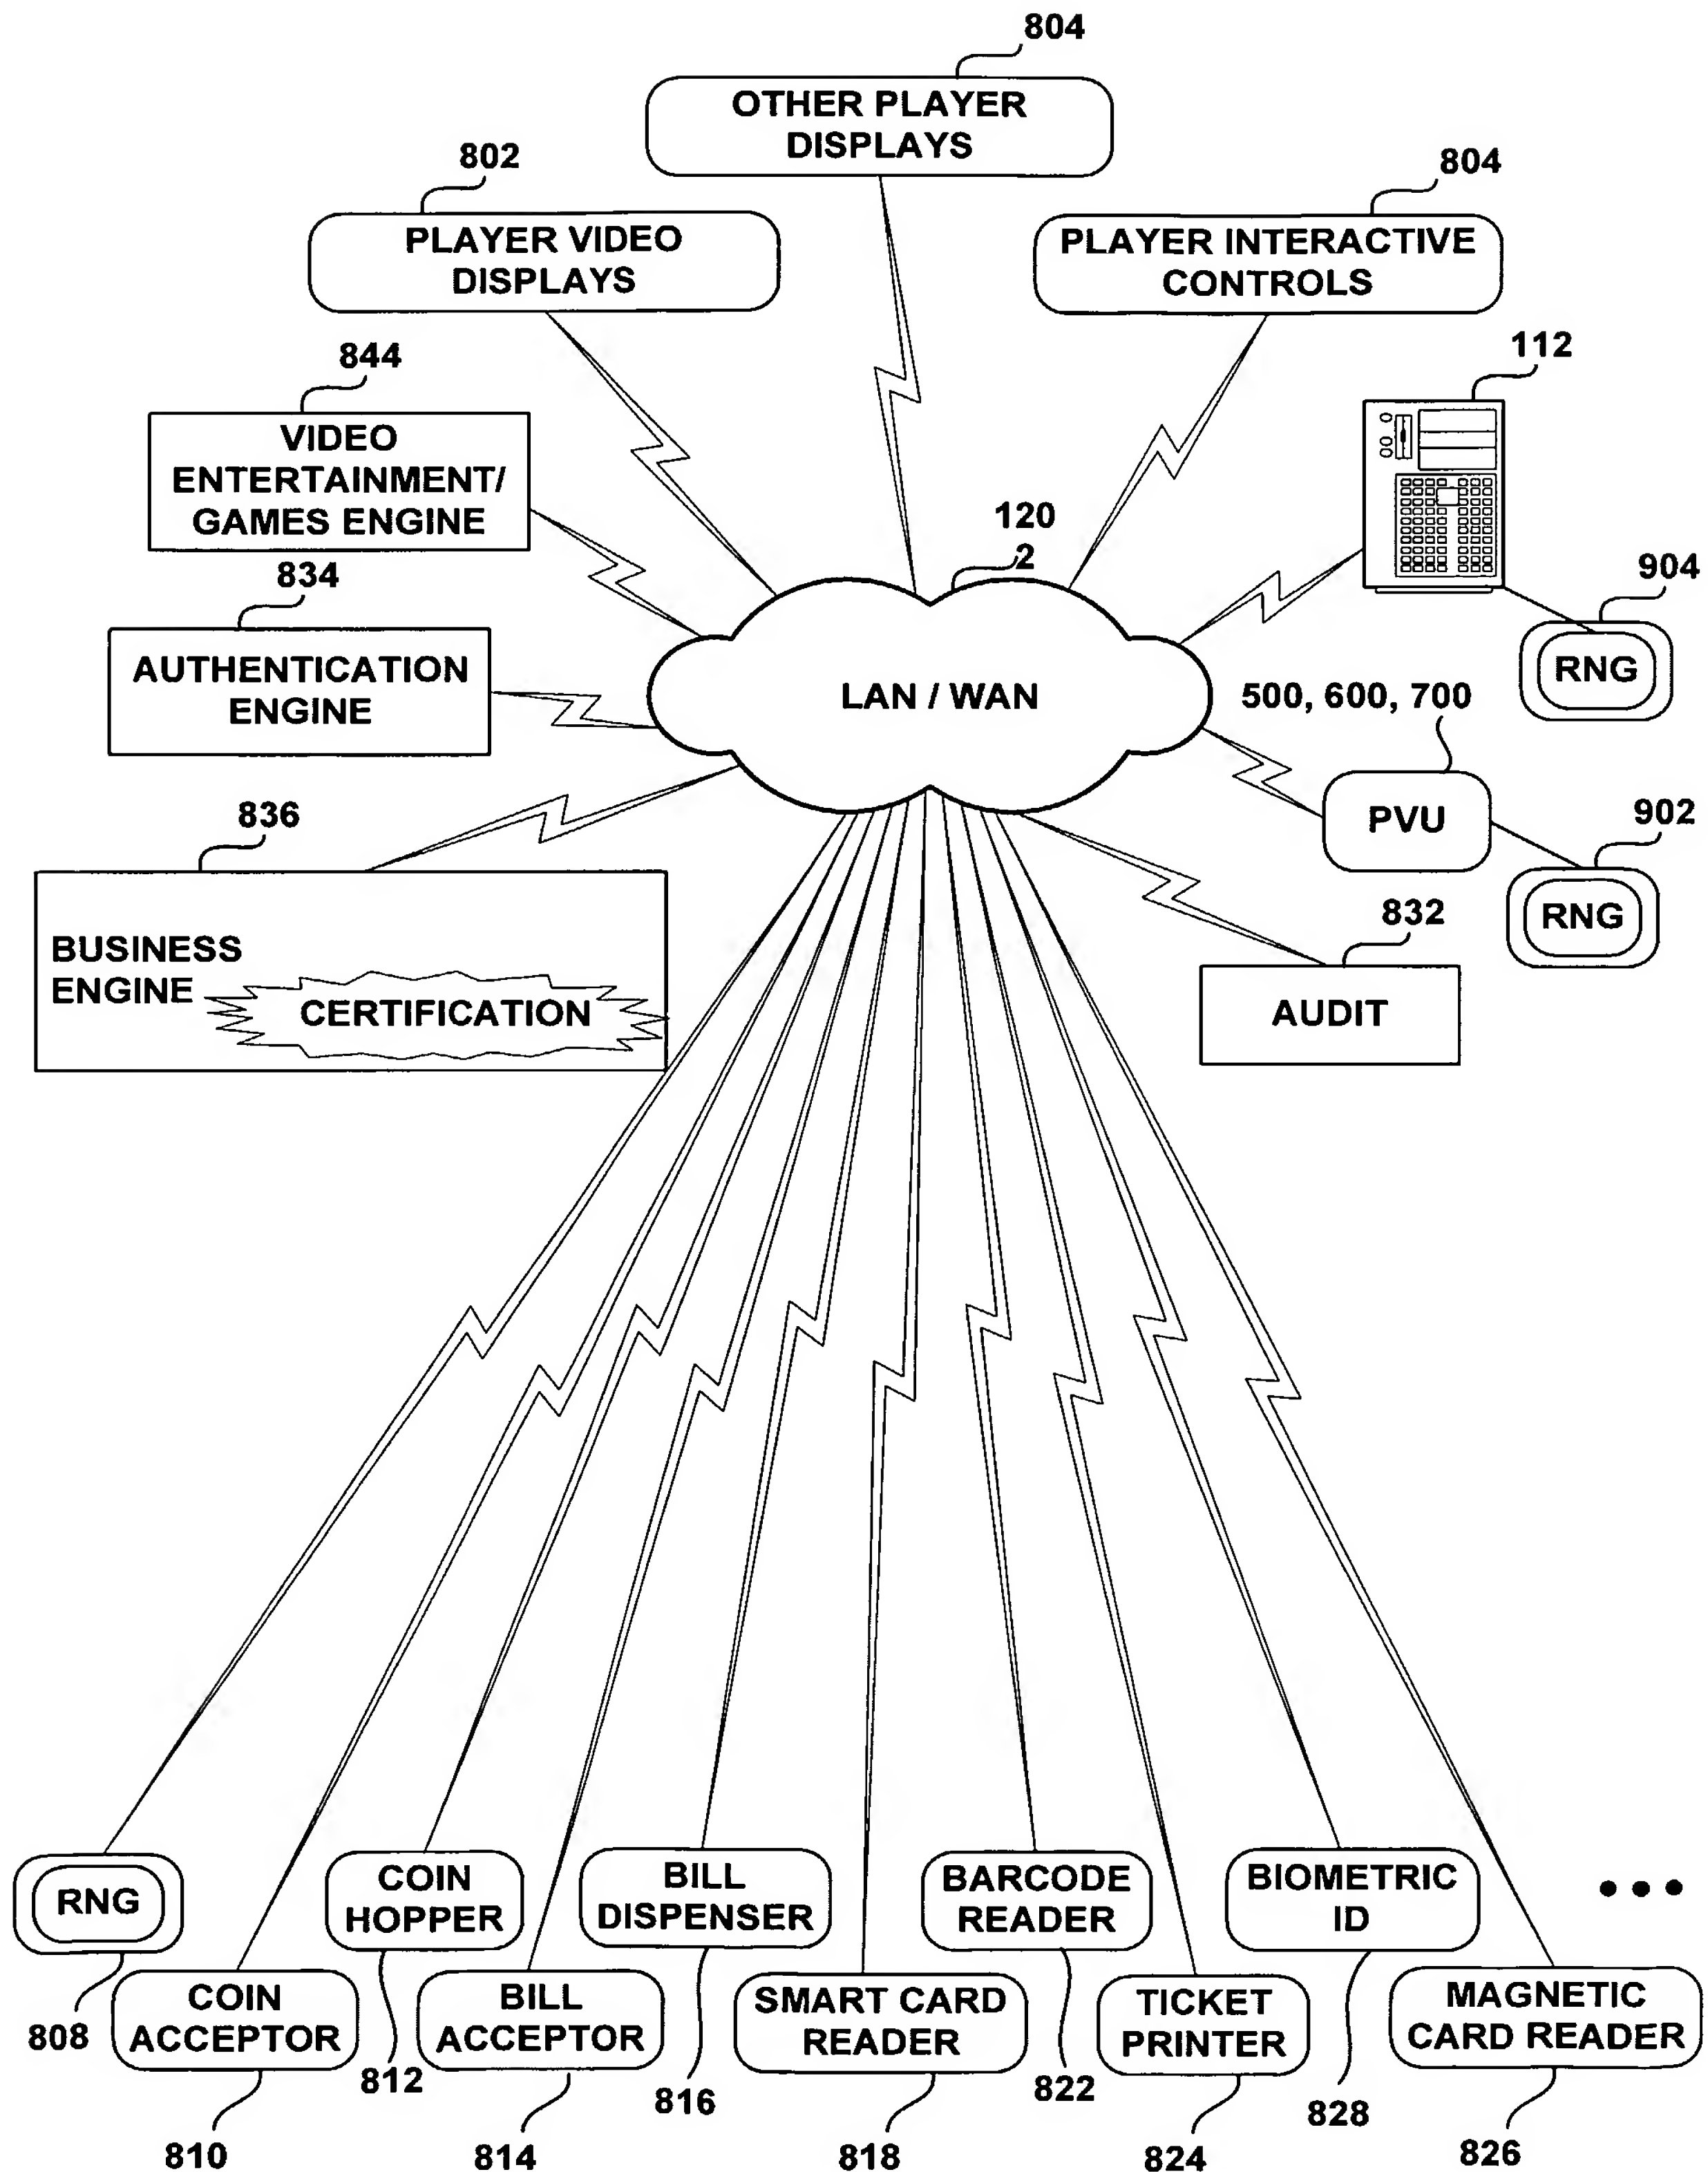 804
OTHER PLAYER
DISPLAYS
802
PLAYER VIDEO
DISPLAYS
804
PLAYER INTERACTIVE
CONTROLS
844
VIDEO
ENTERTAINMENT/
GAMES ENGINE
112
120
2
904
RNG
834
AUTHENTICATION
ENGINE
LAN / WAN
500, 600, 700
PVU
902
RNG
836
BUSINESS
ENGINE
CERTIFICATION
832
AUDIT
RNG
808
COIN
ACCEPTOR
810
COIN
HOPPER
812
BILL
ACCEPTOR
814
BILL
DISPENSER
816
SMART CARD
READER
818
BARCODE
READER
822
TICKET
PRINTER
824
BIOMETRIC
ID
828
MAGNETIC
CARD READER
826
•••